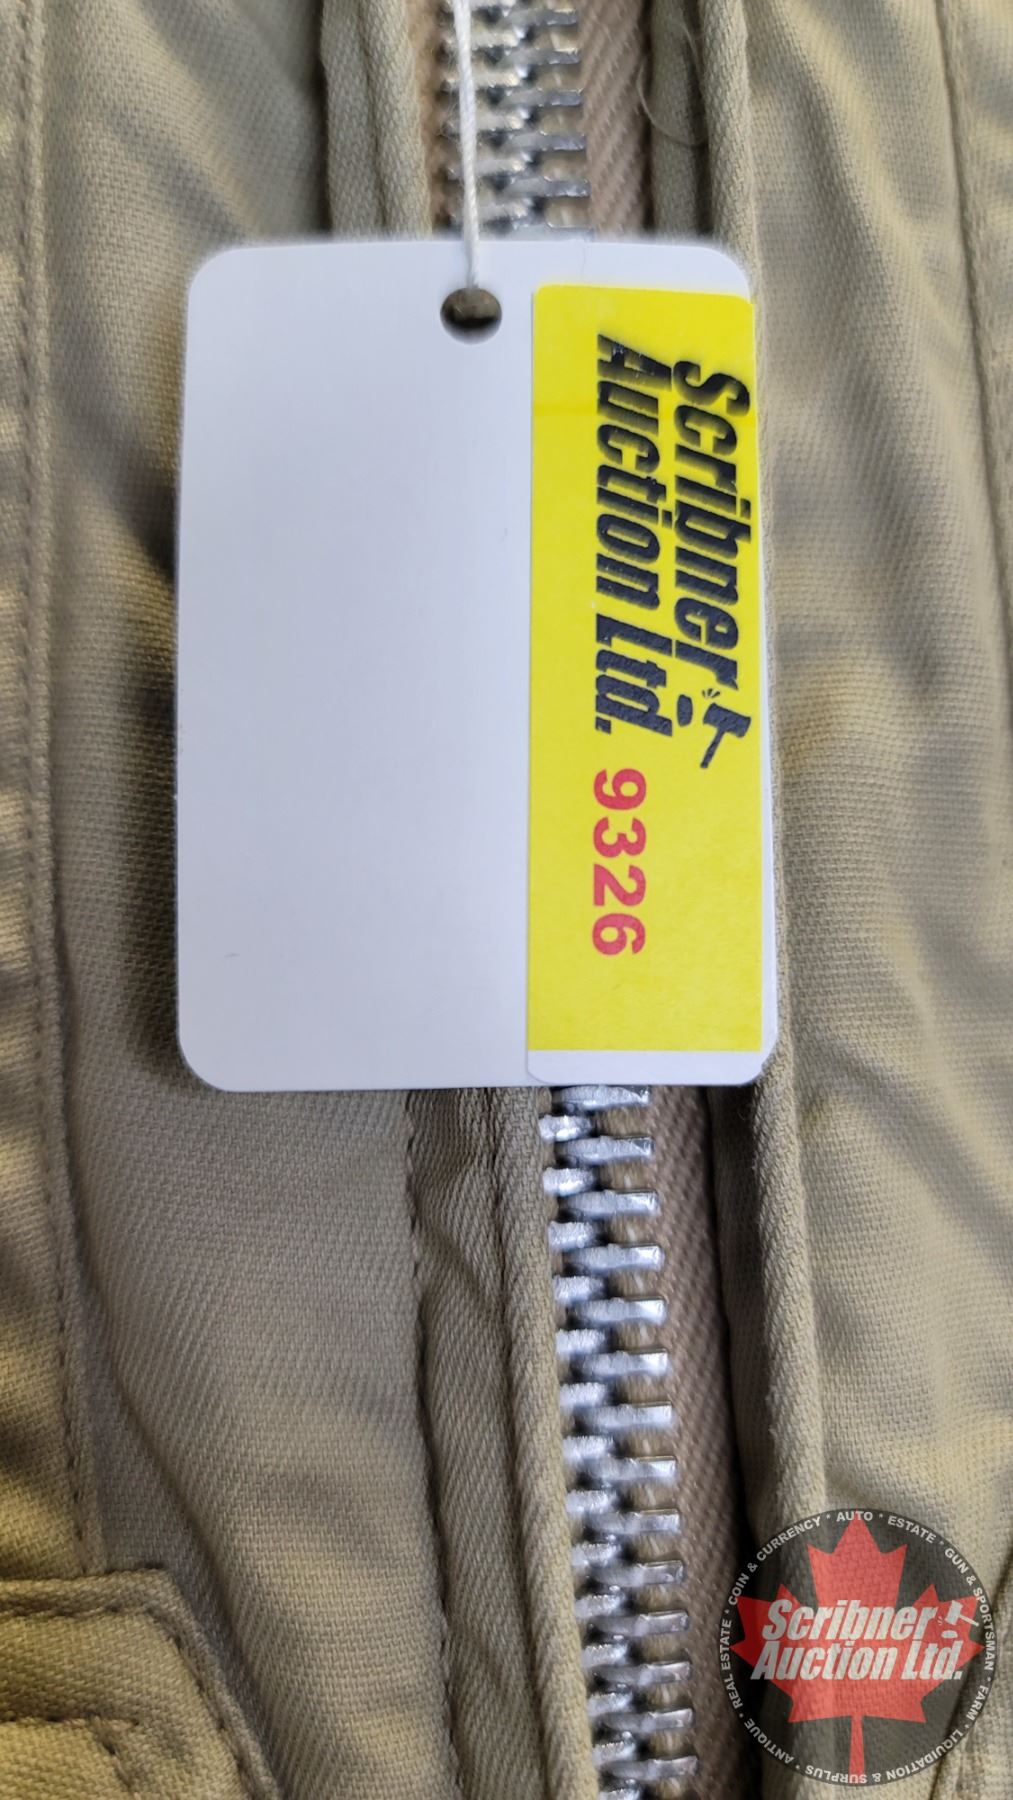 Scribner
Auction Ltd.
9326
COIN & CURRENCY * AUTO * ESTATE * GUN & SPORTSMAN * FARM * LIQUIDATION & SURPLUS * ANTIQUE * REAL ESTATE *
Scribner
Auction Ltd.